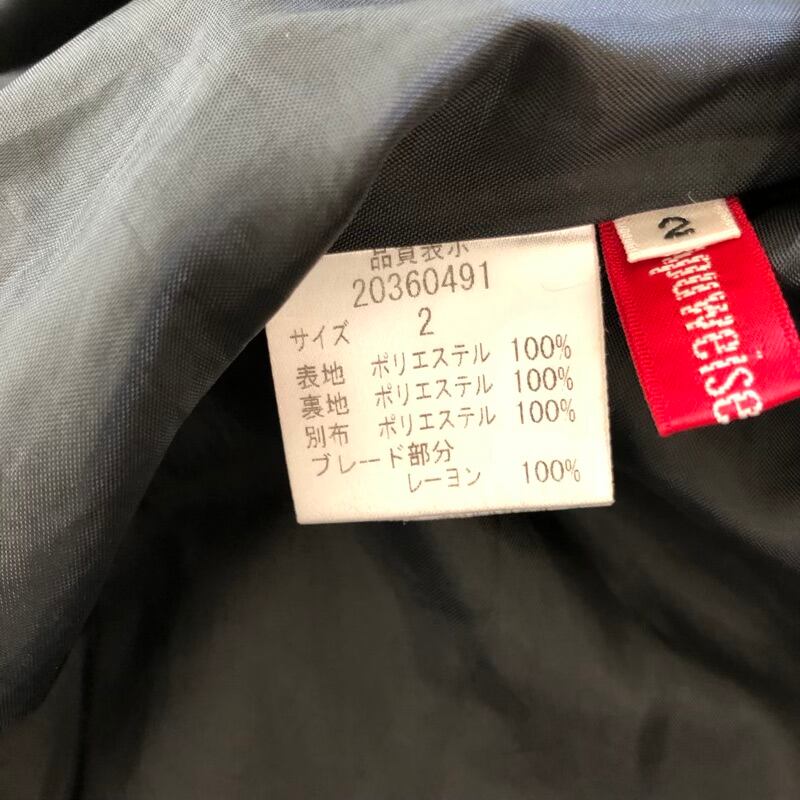 品質表示
20360491
サイズ 2
表地 ポリエステル 100%
裏地 ポリエステル 100%
別布 ポリエステル 100%
ブレード部分
レーヨン 100%
2